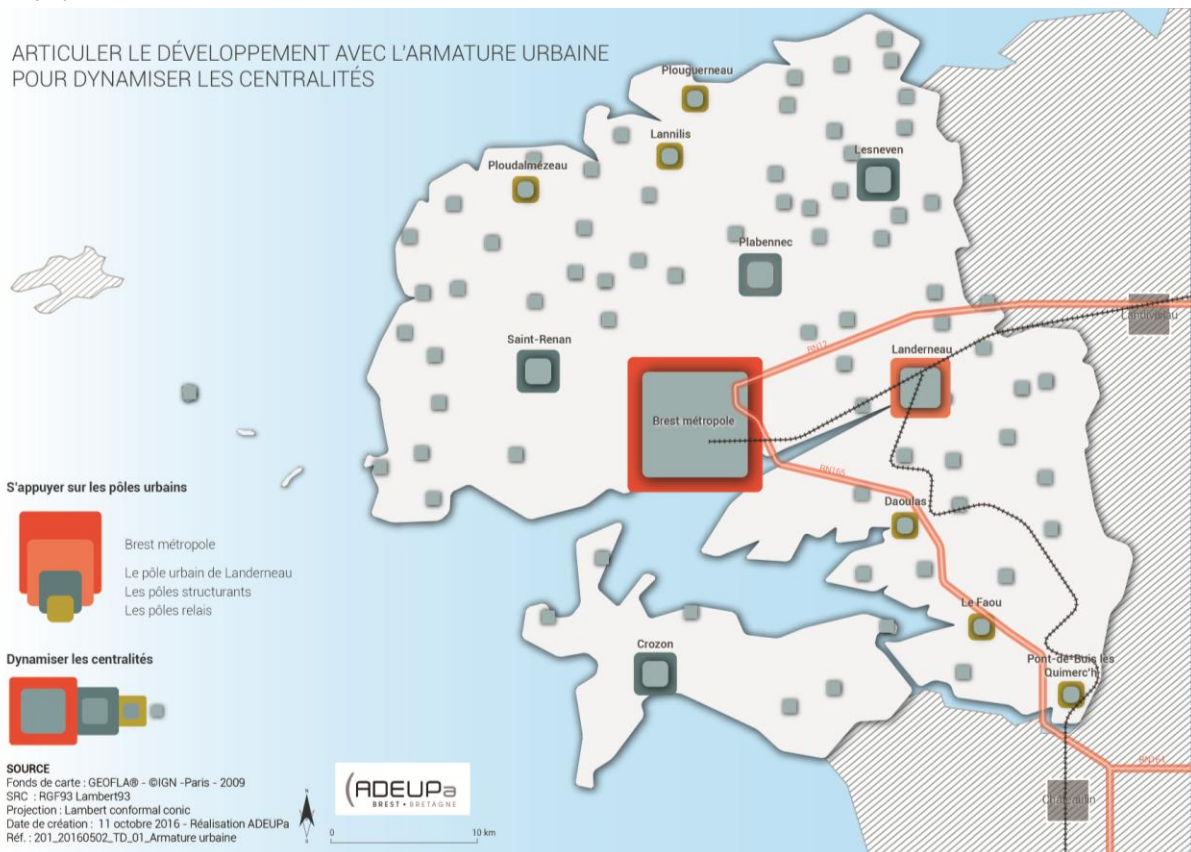 ARTICULER LE DÉVELOPPEMENT AVEC L'ARMATURE URBAINE
POUR DYNAMISER LES CENTRALITÉS
Plouguerneau
Lannilis
Ploudalmézeau
Lesneven
Plabennec
Saint-Renan
Landivisiau
RN12
Landerneau
Brest métropole
RN165
Daoulas
Le Faou
Crozon
Pont-de-Buis les
Quimerc'h
Châteaulin
S'appuyer sur les pôles urbains
Brest métropole
Le pôle urbain de Landerneau
Les pôles structurants
Les pôles relais
Dynamiser les centralités
SOURCE
Fonds de carte : GEOFLA® - ©IGN -Paris - 2009
SRC : RGF93 Lambert93
Projection : Lambert conformal conic
Date de création : 11 octobre 2016 - Réalisation ADEUPa
Réf. : 201_20160502_TD_01_Armature urbaine
ADEUPa
BREST • BRETAGNE
N
0
10 km